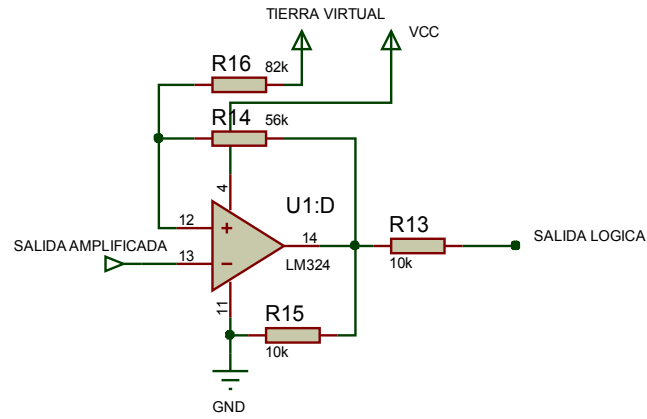 TIERRA VIRTUAL
VCC
R16
82k
R14
56k
4
U1:D
12
R13
SALIDA AMPLIFICADA
14
SALIDA LOGICA
13
LM324
10k
11
R15
10k
GND